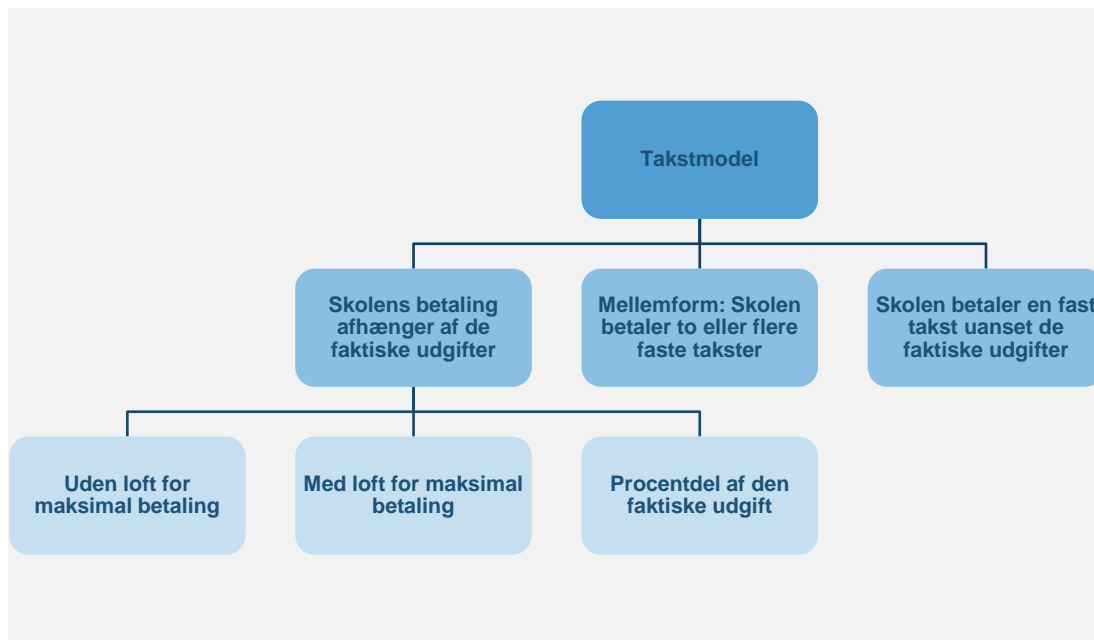 Takstmodel
Skolens betaling
afhænger af de
faktiske udgifter
Mellemform: Skolen
betaler to eller flere
faste takster
Skolen betaler en fast
takst uanset de
faktiske udgifter
Uden loft for
maksimal betaling
Med loft for maksimal
betaling
Procentdel af den
faktiske udgift